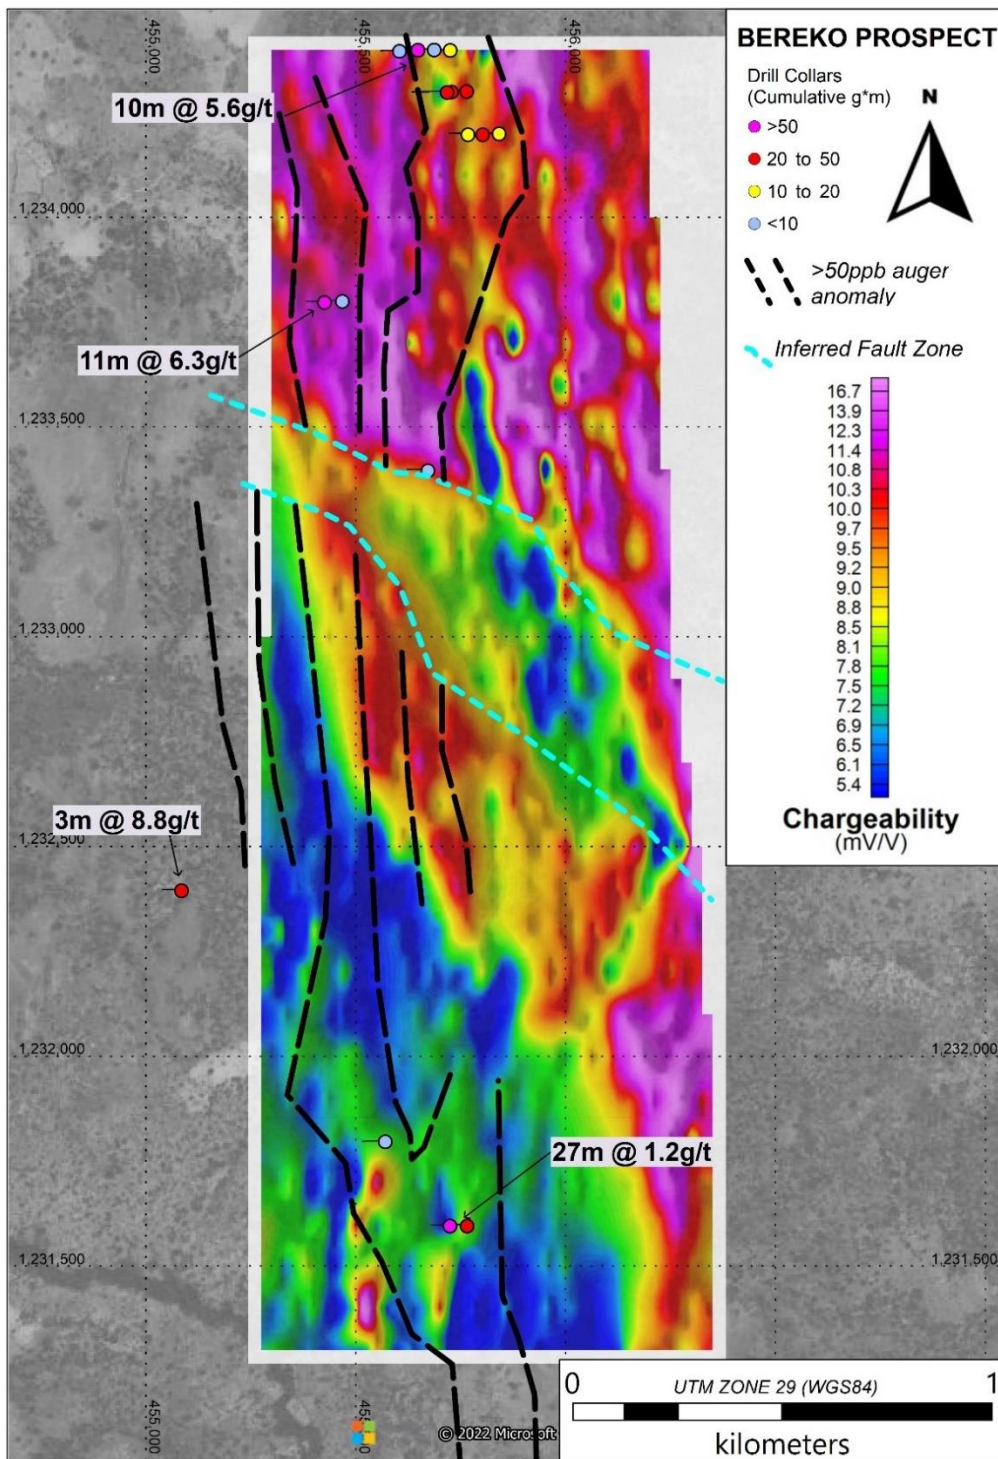 455,000
455,500
456,000
BEREKO PROSPECT
Drill Collars
(Cumulative g*m)
>50
20 to 50
10 to 20
<10
N
>50ppb auger
anomaly
Inferred Fault Zone
16.7
13.9
12.3
11.4
10.8
10.3
10.0
9.7
9.5
9.2
9.0
8.8
8.5
8.1
7.8
7.5
7.2
6.9
6.5
6.1
5.4
Chargeability
(mV/V)
10m @ 5.6g/t
1,234,000
11m @ 6.3g/t
1,233,500
1,233,000
3m @ 8.8g/t
1,232,500
1,232,000
1,232,000
27m @ 1.2g/t
1,231,500
1,231,500
455,000
© 2022 Microsoft
0
UTM ZONE 29 (WGS84)
1
kilometers